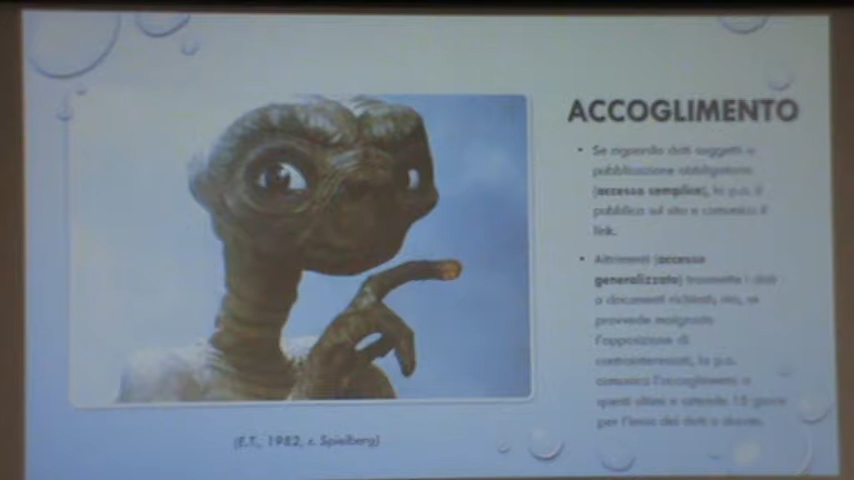 ACCOGLIMENTO
• Se riguarda dati soggetti a
pubblicazione obbligatoria
(accesso semplice), la p.a. li
pubblica sul sito e comunica il
link.
• Altrimenti (accesso
generalizzato) trasmette i dati
o documenti richiesti; ma, se
provvede malgrado
l'opposizione di
controinteressati, la p.a.
comunica l'accoglimento a
questi ultimi e attende 15 giorni
per l'invio dei dati o docum.
(E.T., 1982, r. Spielberg)